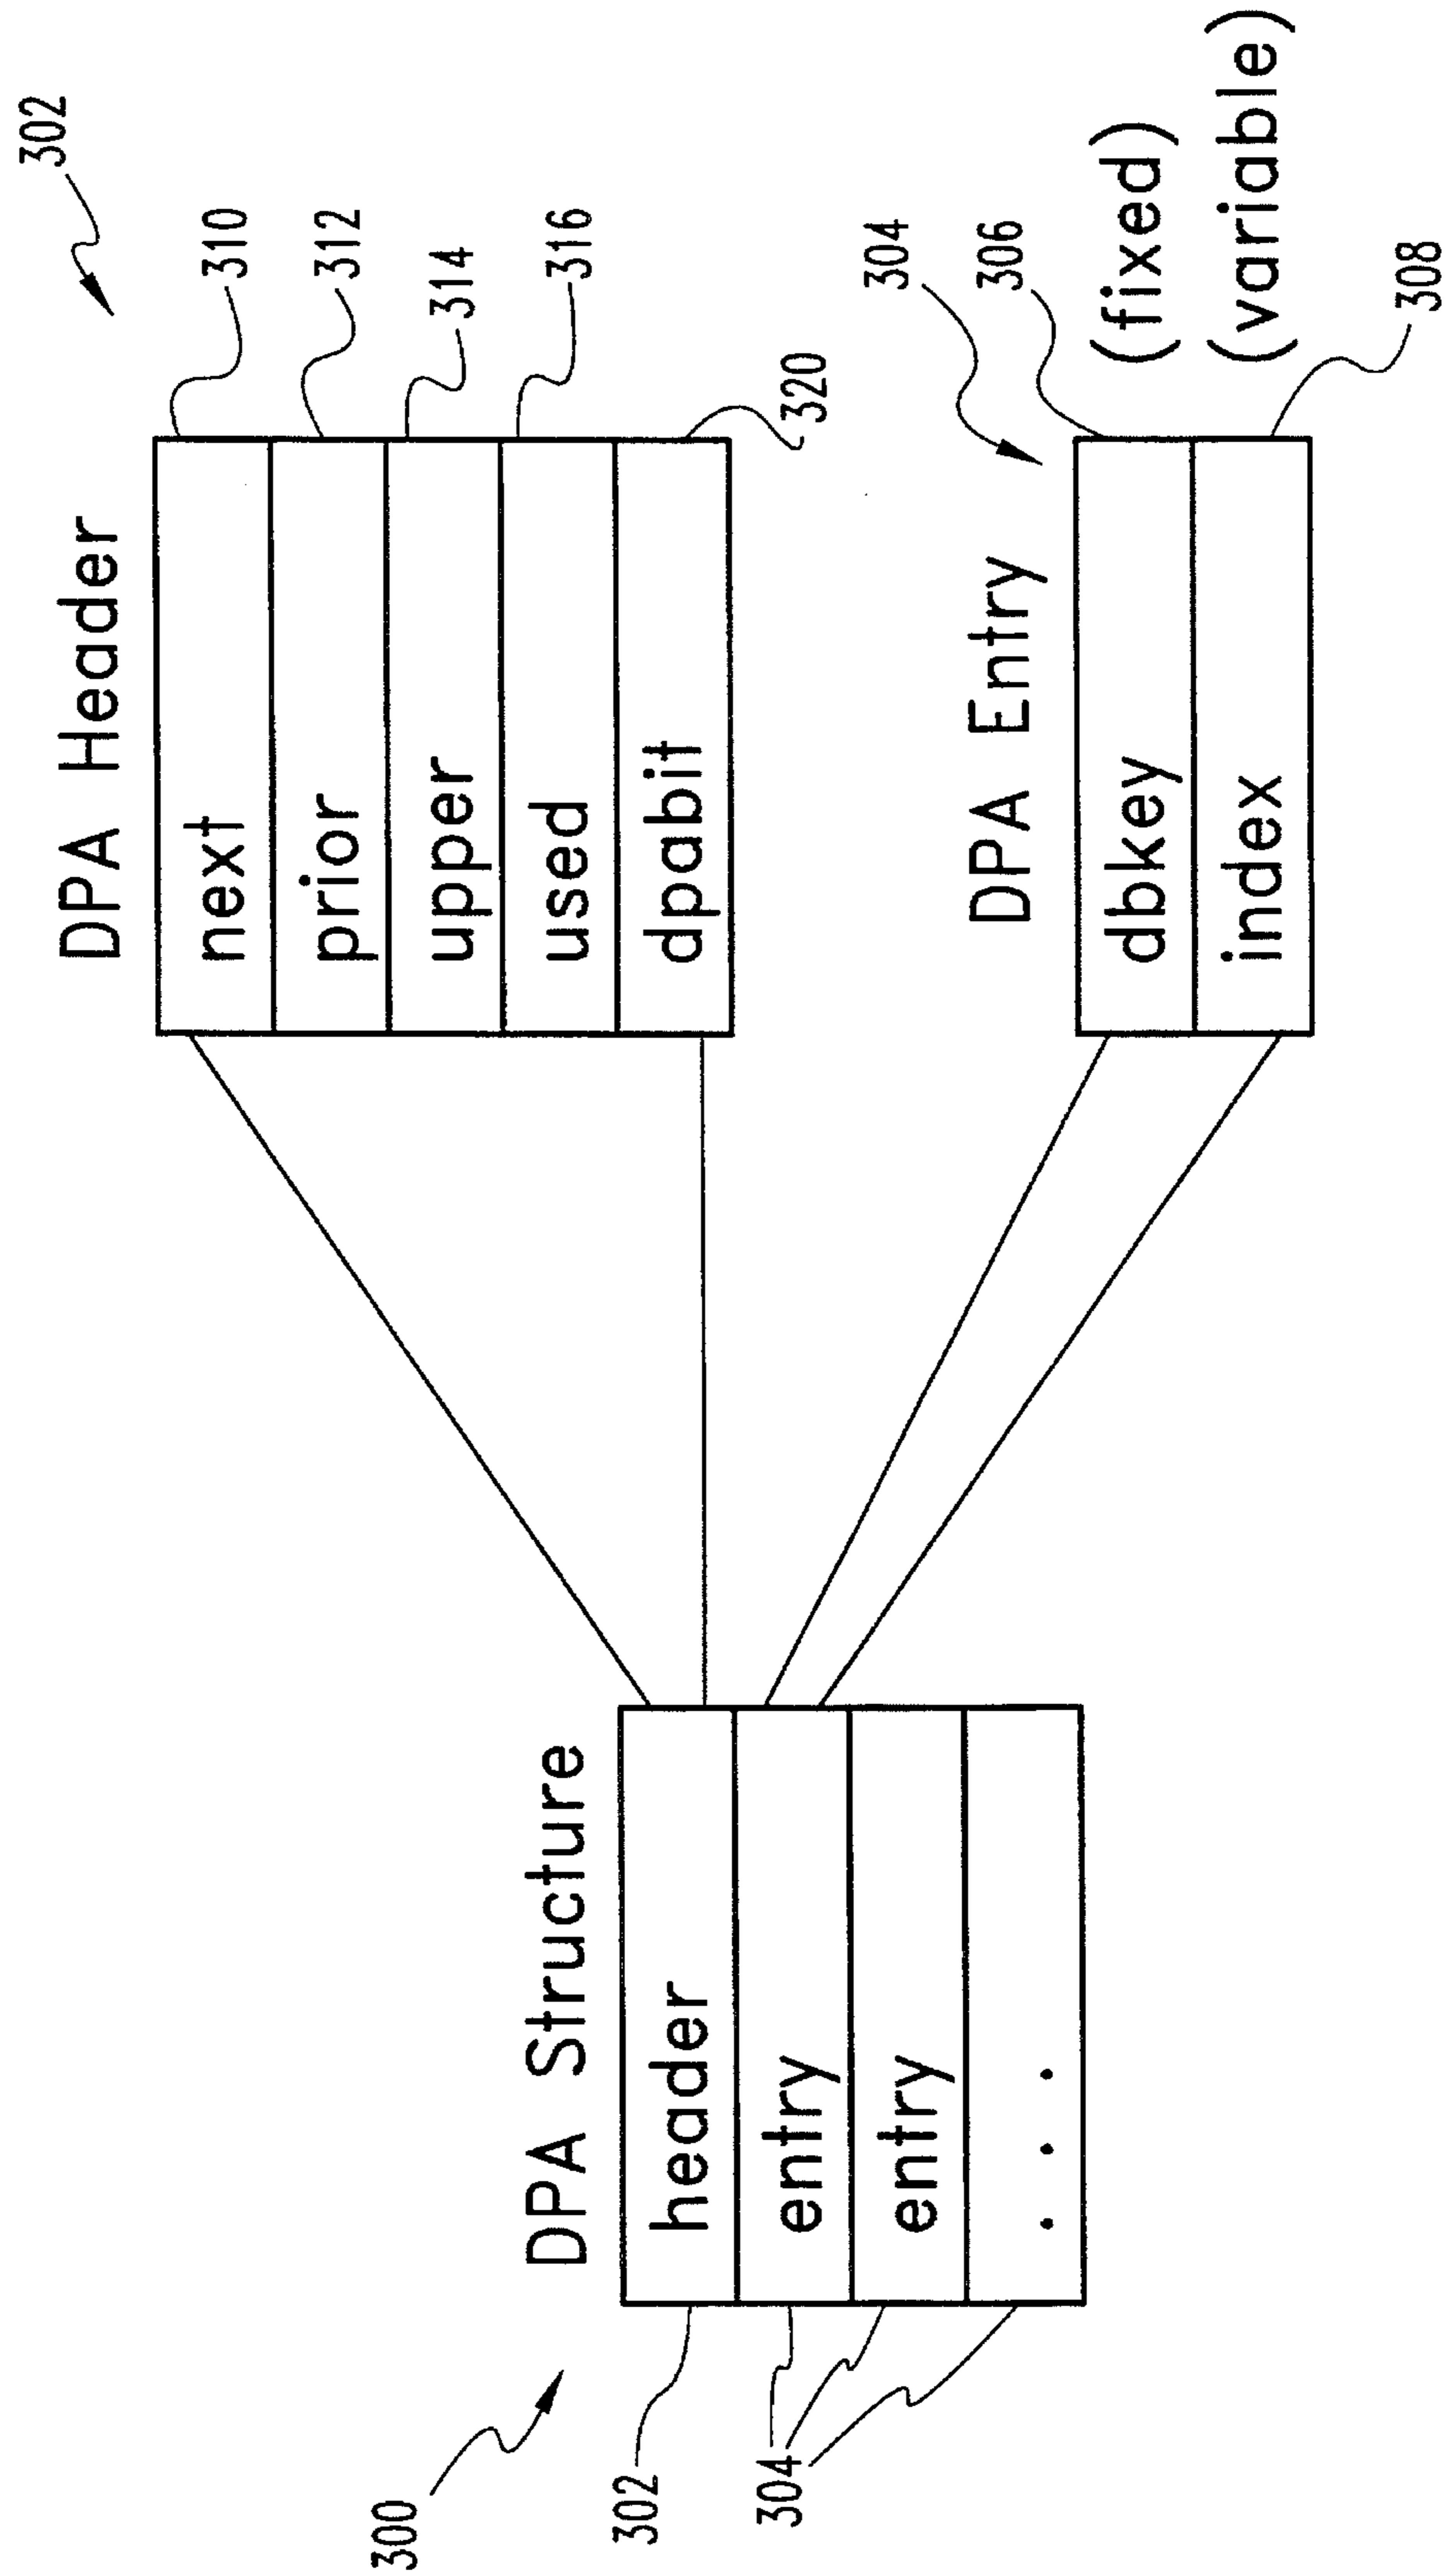 DPA Structure
300
302
header
304
entry
entry
. . .
DPA Header
302
next
310
prior
312
upper
314
used
316
dpabit
320
DPA Entry
304
dbkey
306
(fixed)
index
(variable)
308